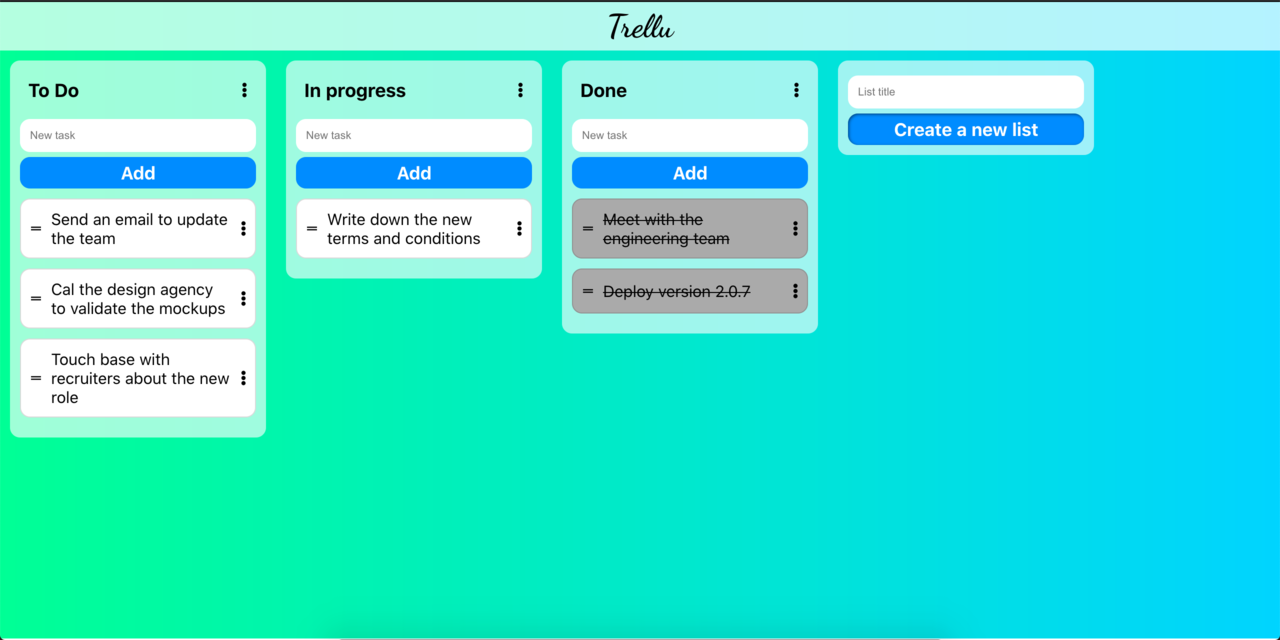 Trellu
To Do
New task
Add
Send an email to update
the team
Cal the design agency
to validate the mockups
Touch base with
recruiters about the new
role
In progress
New task
Add
Write down the new
terms and conditions
Done
New task
Add
Meet with the
engineering team
Deploy version 2.0.7
List title
Create a new list